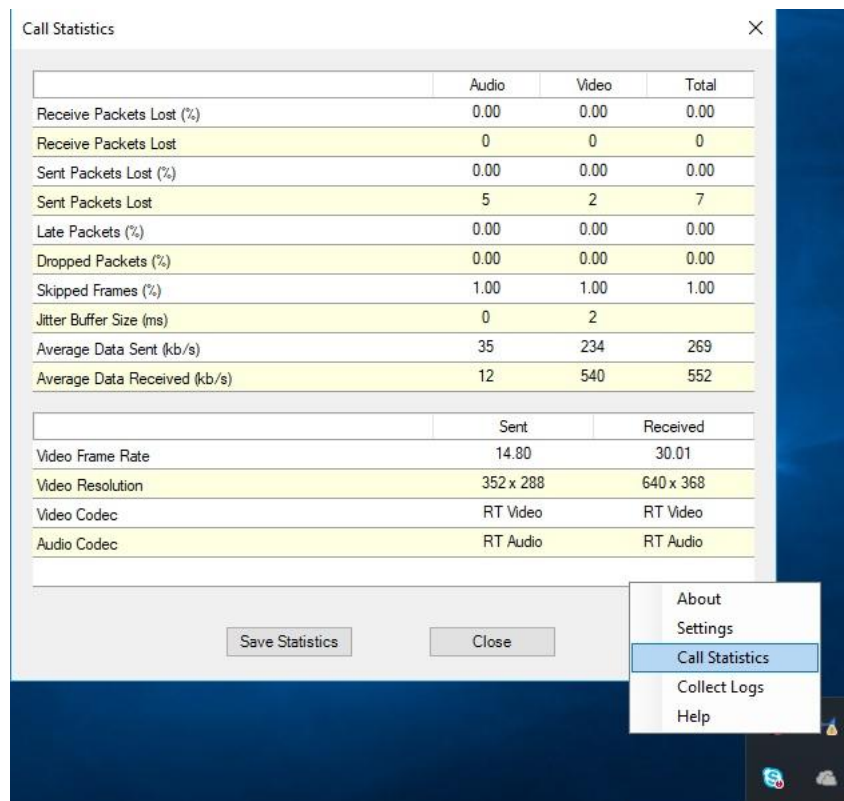 Call Statistics
Audio Video Total
Receive Packets Lost (%) 0.00 0.00 0.00
Receive Packets Lost 0 0 0
Sent Packets Lost (%) 0.00 0.00 0.00
Sent Packets Lost 5 2 7
Late Packets (%) 0.00 0.00 0.00
Dropped Packets (%) 0.00 0.00 0.00
Skipped Frames (%) 1.00 1.00 1.00
Jitter Buffer Size (ms) 0 2
Average Data Sent (kb/s) 35 234 269
Average Data Received (kb/s) 12 540 552
Sent Received
Video Frame Rate 14.80 30.01
Video Resolution 352 x 288 640 x 368
Video Codec RT Video RT Video
Audio Codec RT Audio RT Audio
Save Statistics Close
About
Settings
Call Statistics
Collect Logs
Help